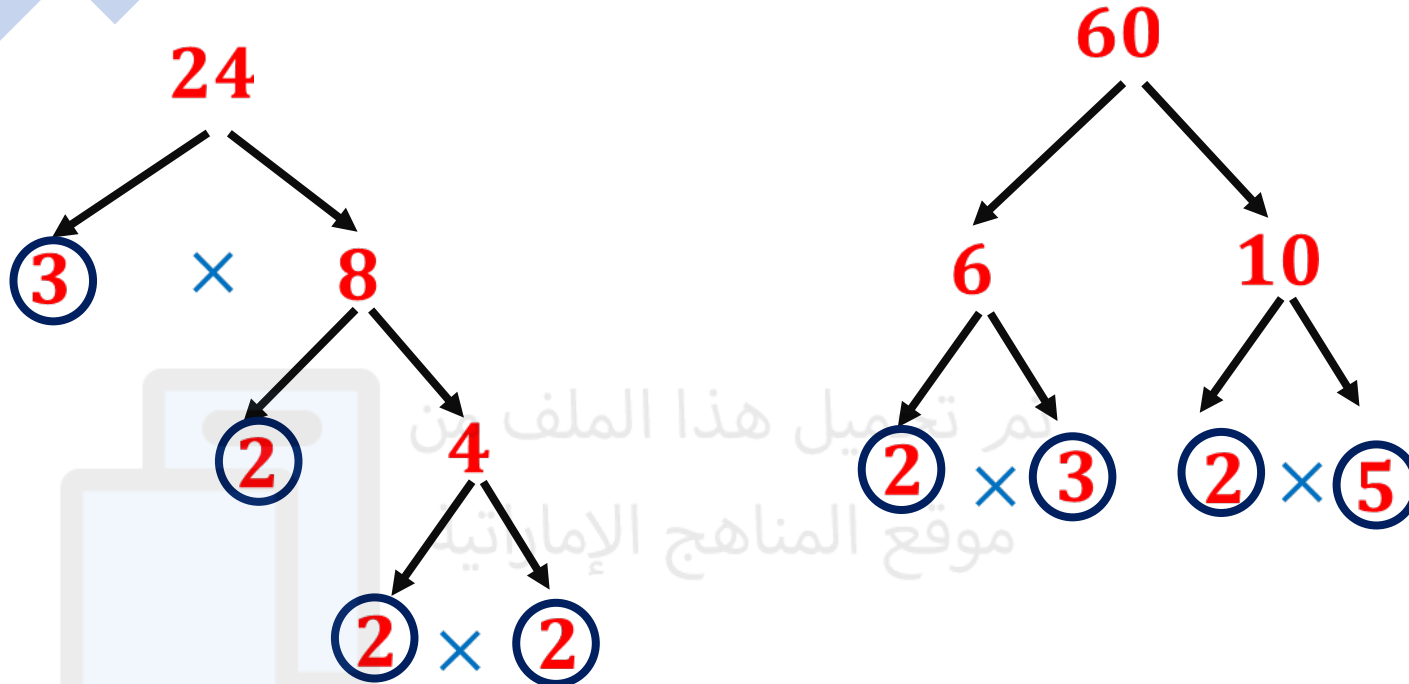 24
60
3 × 8
6
10
2
4
2 × 3
2 × 5
2 × 2
تم تحميل هذا الملف من
موقع المناهج الإماراتية